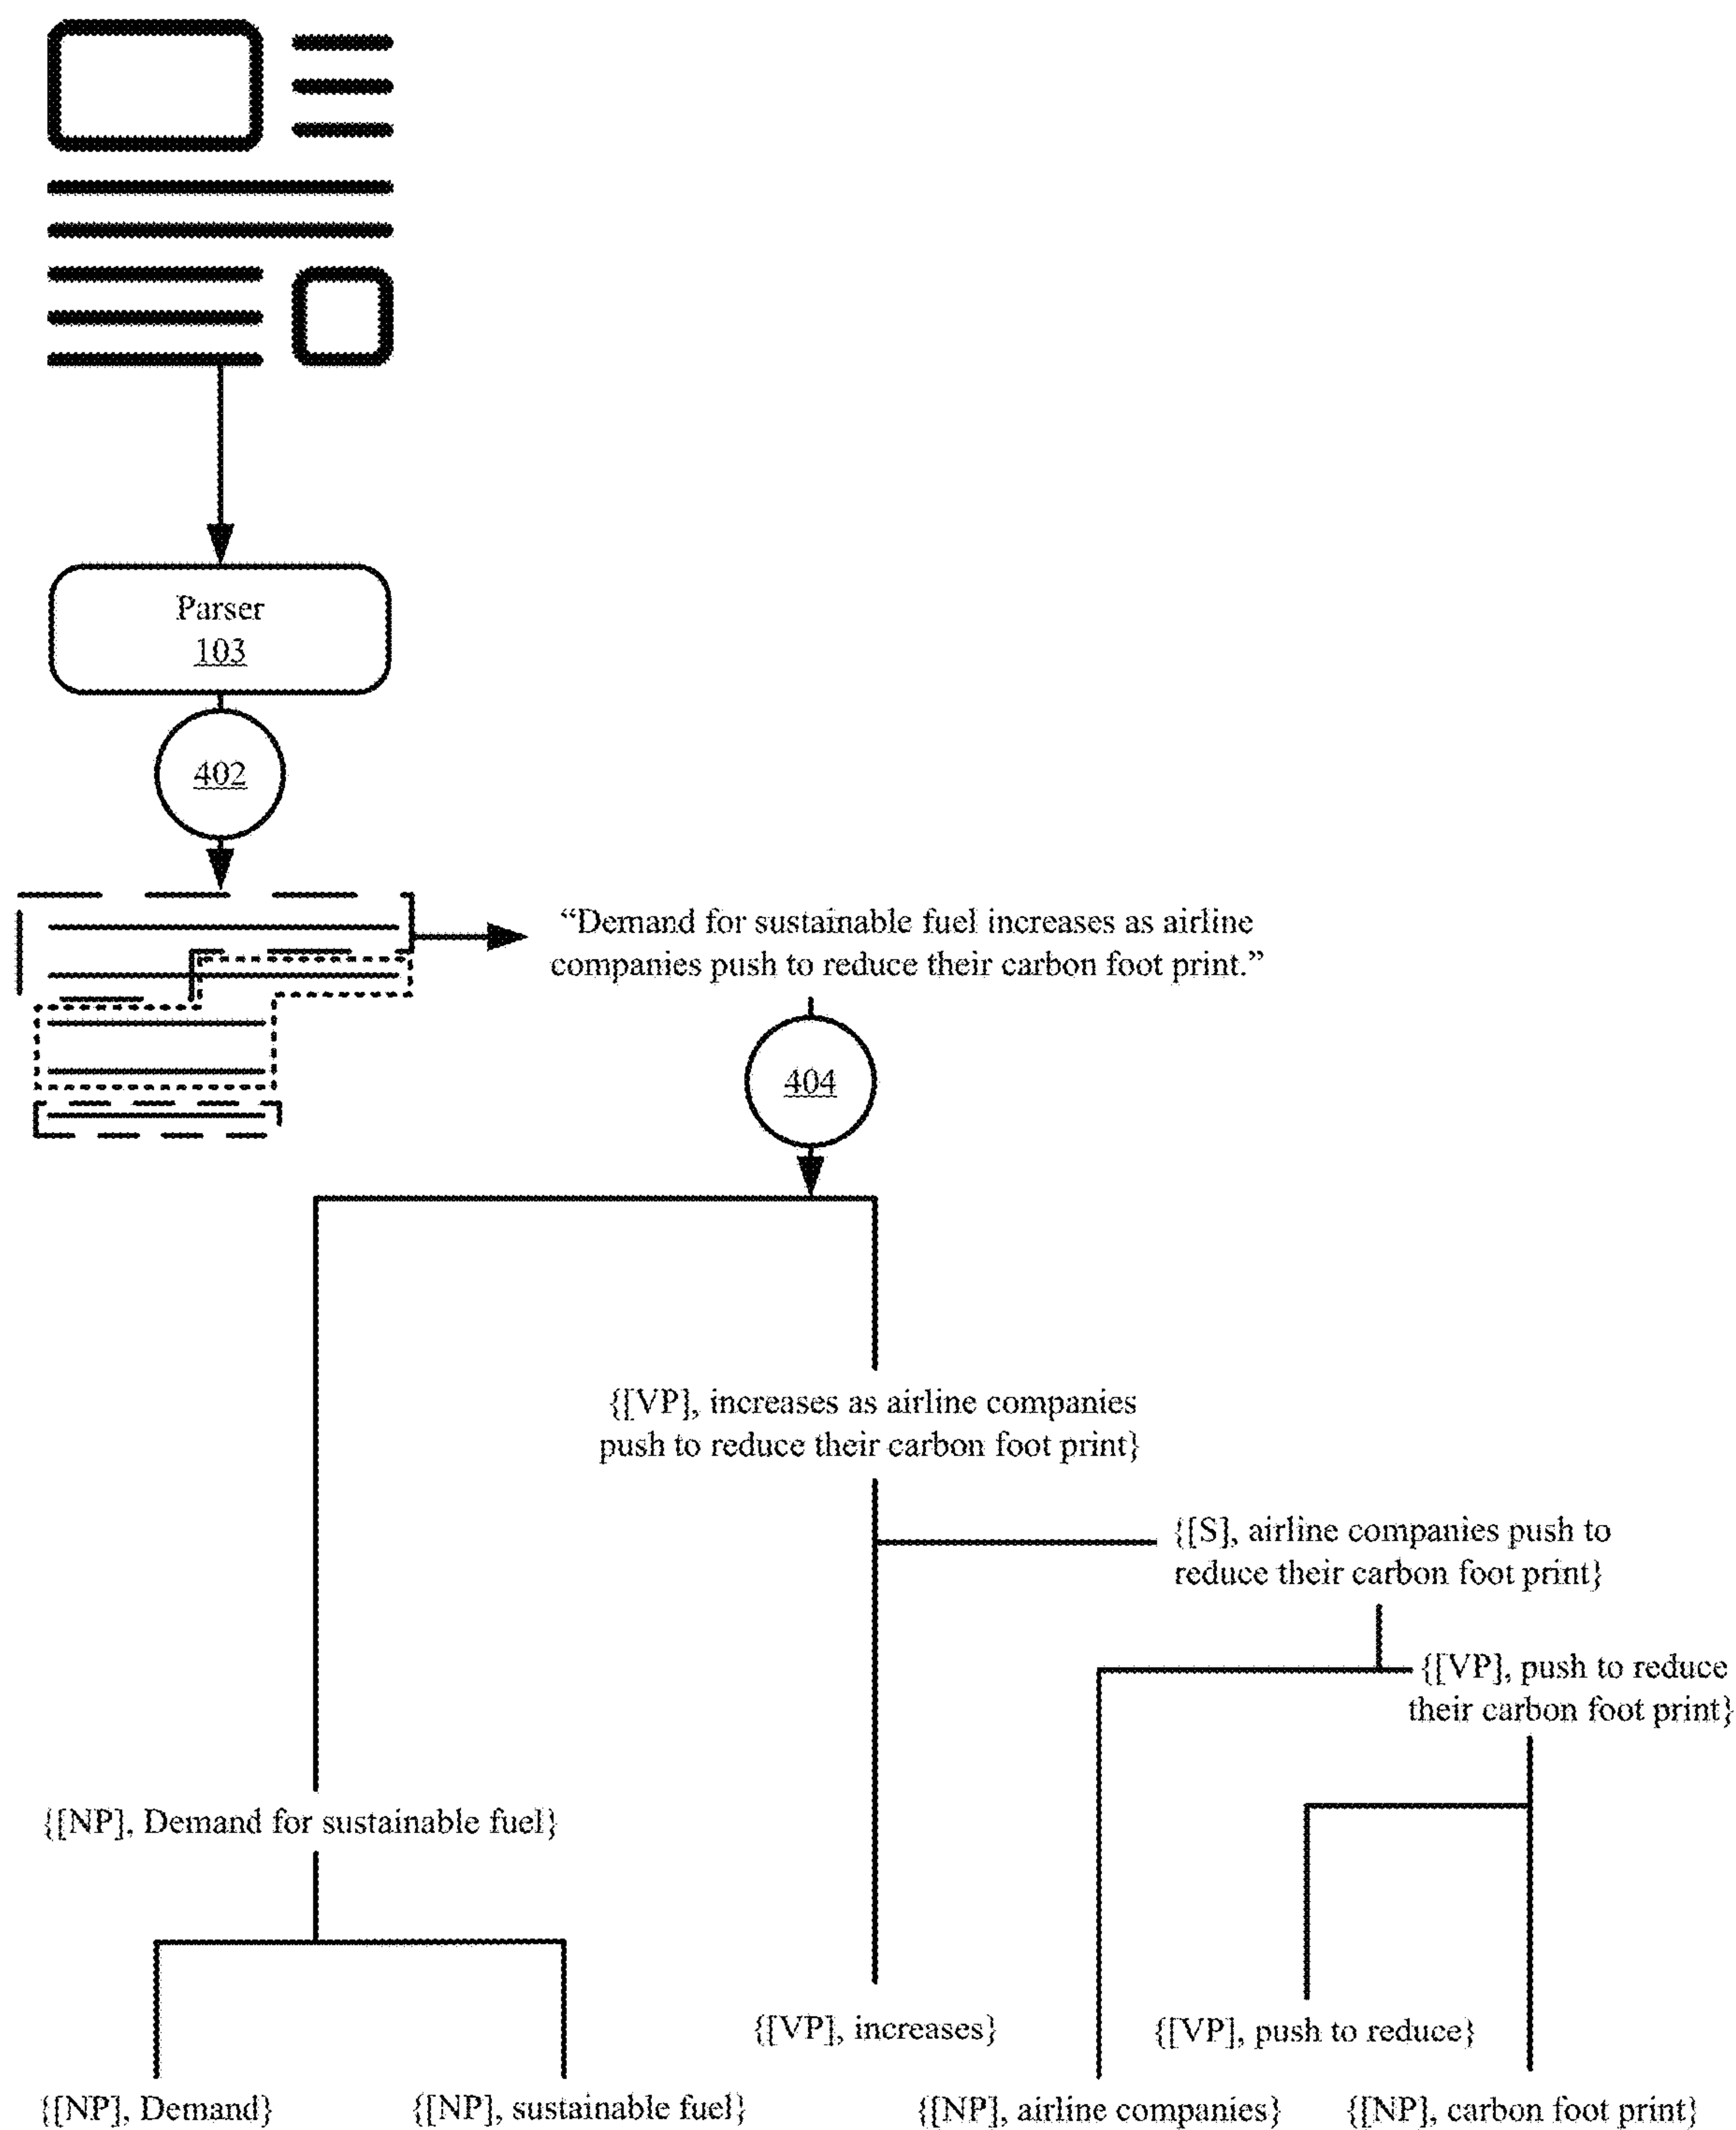 Parser
103
402
“Demand for sustainable fuel increases as airline
companies push to reduce their carbon foot print.”
404
{[VP], increases as airline companies
push to reduce their carbon foot print}
{[S], airline companies push to
reduce their carbon foot print}
{[VP], push to reduce
their carbon foot print}
{[NP], Demand for sustainable fuel}
{[VP], increases}
{[VP], push to reduce}
{[NP], Demand}
{[NP], sustainable fuel}
{[NP], airline companies}
{[NP], carbon foot print}